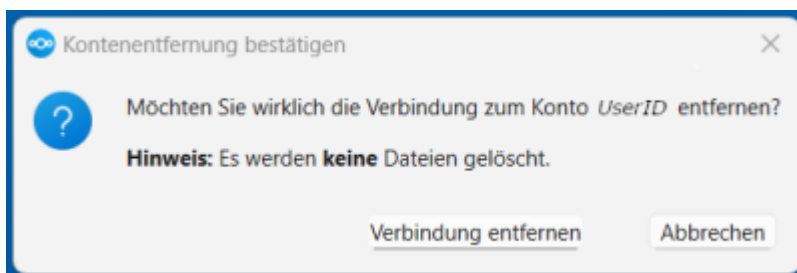 Kontenentfernung bestätigen
Möchten Sie wirklich die Verbindung zum Konto UserID entfernen?
Hinweis: Es werden keine Dateien gelöscht.
Verbindung entfernen Abbrechen